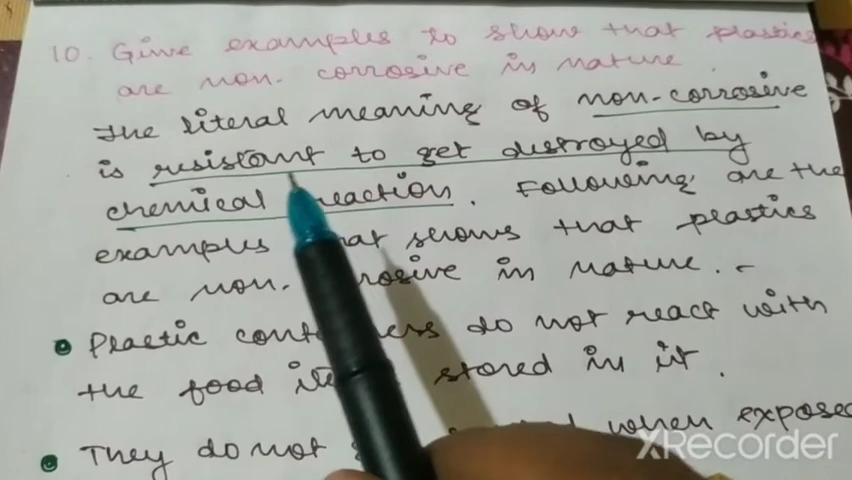 10. Give examples to show that plastics
are non-corrosive in nature.
The literal meaning of non-corrosive
is resistant to get destroyed by
chemical reaction. Following are the
examples that shows that plastics
are non-corrosive in nature. -
Plastic containers do not react with
the food items stored in it.
They do not when exposed
XRecorder